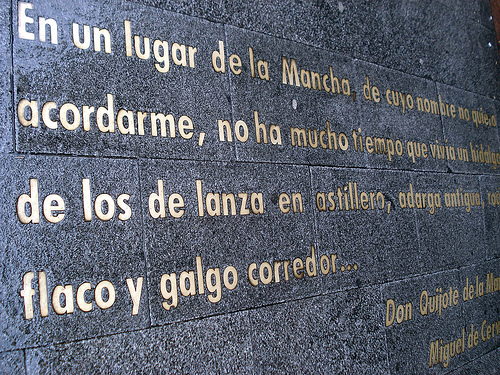 En un lugar de la Mancha, de cuyo nombre no quiero
acordarme, no ha mucho tiempo que vivía un
de los de lanza en astillero, adarga antigua,
flaco y galgo corredor...
Don Quijote de la
Miguel de